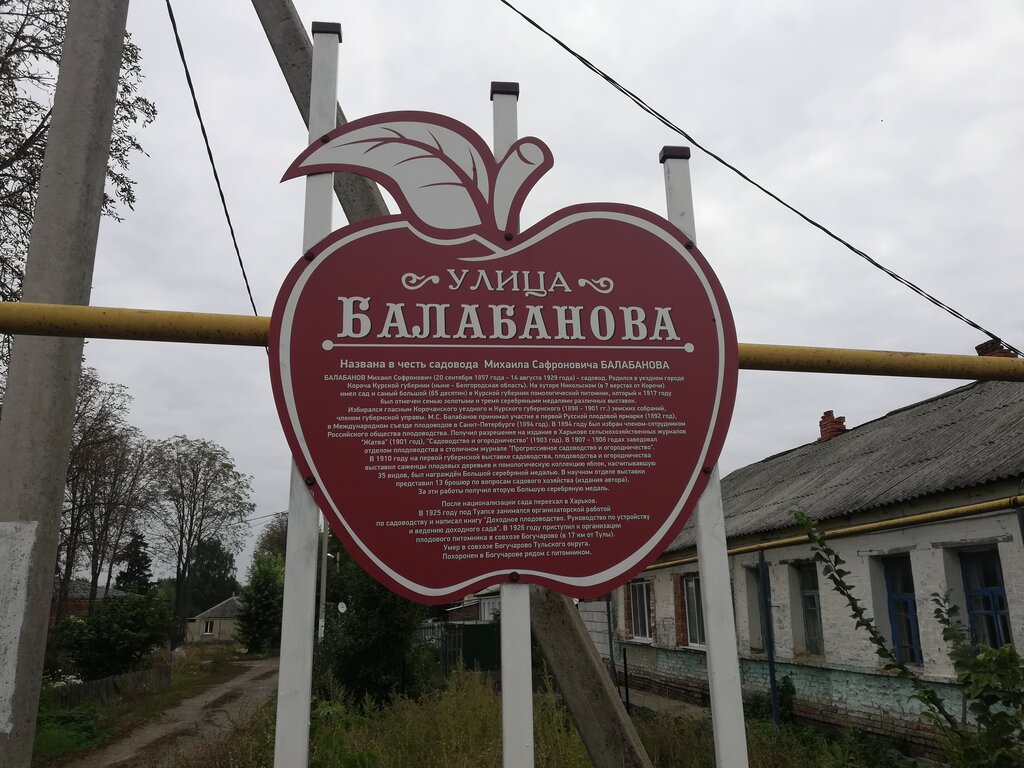 УЛИЦА
БАЛАБАНОВА
Названа в честь садовода Михаила Сафроновича БАЛАБАНОВА
БАЛАБАНОВ Михаил Сафронович (20 сентября 1857 года - 14 августа 1929 года) - садовод. Родился в уездном городе
Короча Курской губернии (ныне - Белгородская область). На хуторе Никольском (в 7 верстах от Корочи)
имел сад и самый большой (65 десятин) в Курской губернии помологический питомник, который к 1917 году
был отмечен семью золотыми и тремя серебряными медалями различных выставок.
Избирался гласным Корочанского уездного и Курского губернского (1898 - 1901 гг.) земских собраний,
членом губернской управы. М.С. Балабанов принимал участие в первой Русской плодовой ярмарке (1892 год),
в Международном съезде плодоводов в Санкт-Петербурге (1894 год). В 1894 году был избран членом-сотрудником
Российского общества плодоводства. Получил разрешение на издание в Харькове сельскохозяйственных журналов
"Жатва" (1901 год), "Садоводство и огородничество" (1903 год). В 1907 - 1908 годах заведовал
отделом плодоводства в столичном журнале "Прогрессивное садоводство и огородничество".
В 1910 году на первой губернской выставке садоводства, плодоводства и огородничества
выставил саженцы плодовых деревьев и помологическую коллекцию яблок, насчитывавшую
35 видов, был награждён Большой серебряной медалью. В научном отделе выставки
представил 13 брошюр по вопросам садового хозяйства (издания автора).
За эти работы получил вторую Большую серебряную медаль.
После национализации сада переехал в Харьков.
В 1925 году под Туапсе занимался организаторской работой
по садоводству и написал книгу "Доходное плодоводство. Руководство по устройству
и ведению доходного сада". В 1926 году приступил к организации
плодового питомника в совхозе Богучарово (в 17 км от Тулы).
Умер в совхозе Богучарово Тульского округа.
Похоронен в Богучарове рядом с питомником.